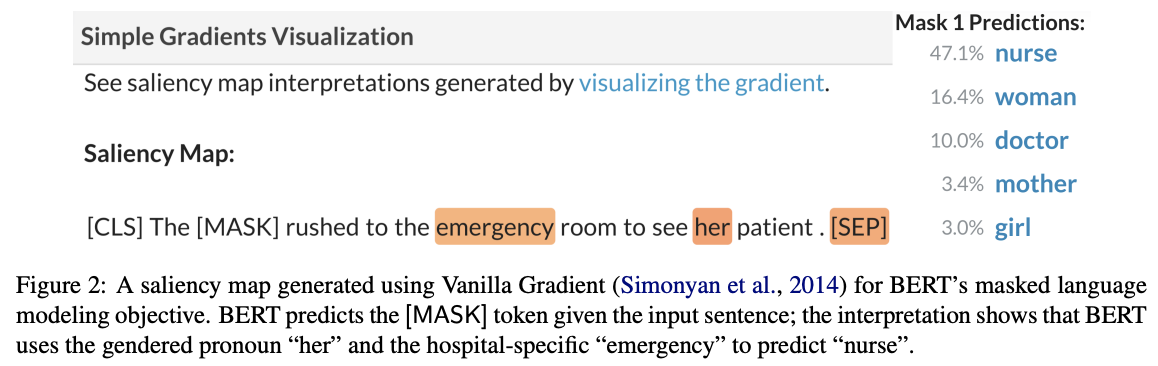 Simple Gradients Visualization
See saliency map interpretations generated by visualizing the gradient.
Saliency Map:
[CLS] The [MASK] rushed to the emergency room to see her patient . [SEP]
Mask 1 Predictions:
47.1% nurse
16.4% woman
10.0% doctor
3.4% mother
3.0% girl
Figure 2: A saliency map generated using Vanilla Gradient (Simonyan et al., 2014) for BERT's masked language
modeling objective. BERT predicts the [MASK] token given the input sentence; the interpretation shows that BERT
uses the gendered pronoun “her” and the hospital-specific “emergency” to predict “nurse”.